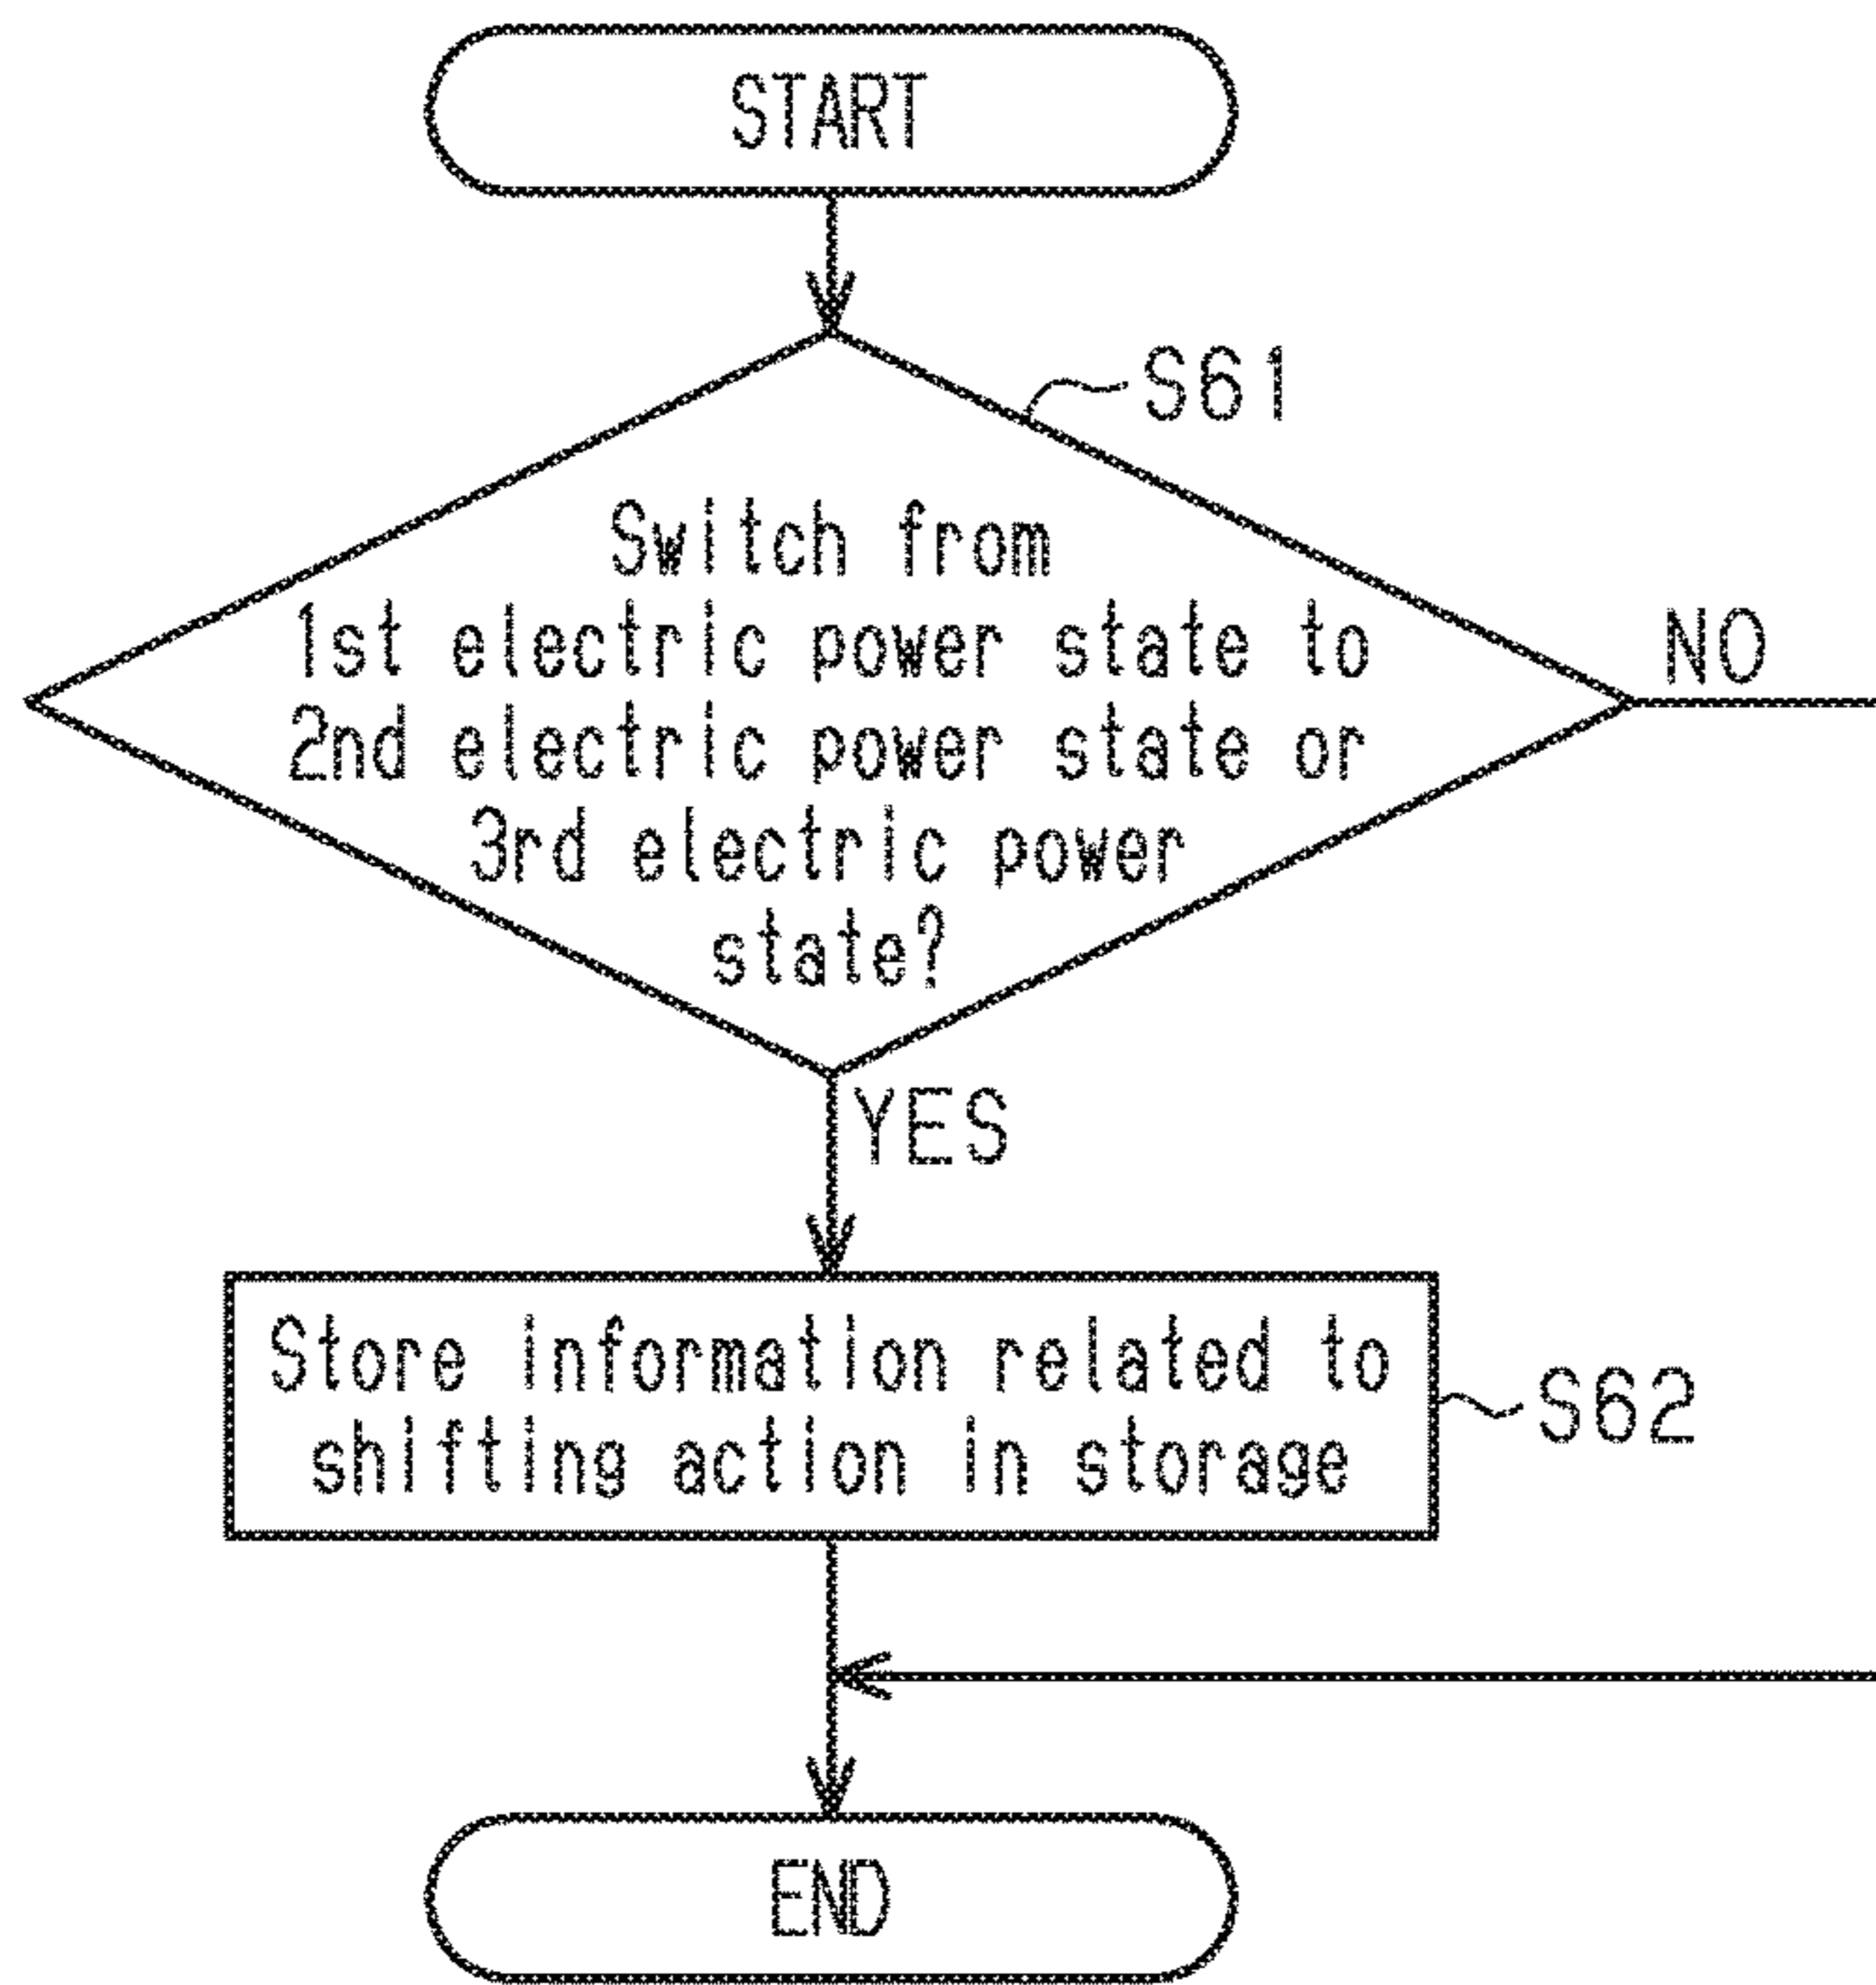 START
S61
Switch from
1st electric power state to
2nd electric power state or
3rd electric power
state?
NO
YES
Store information related to
shifting action in storage
S62
END